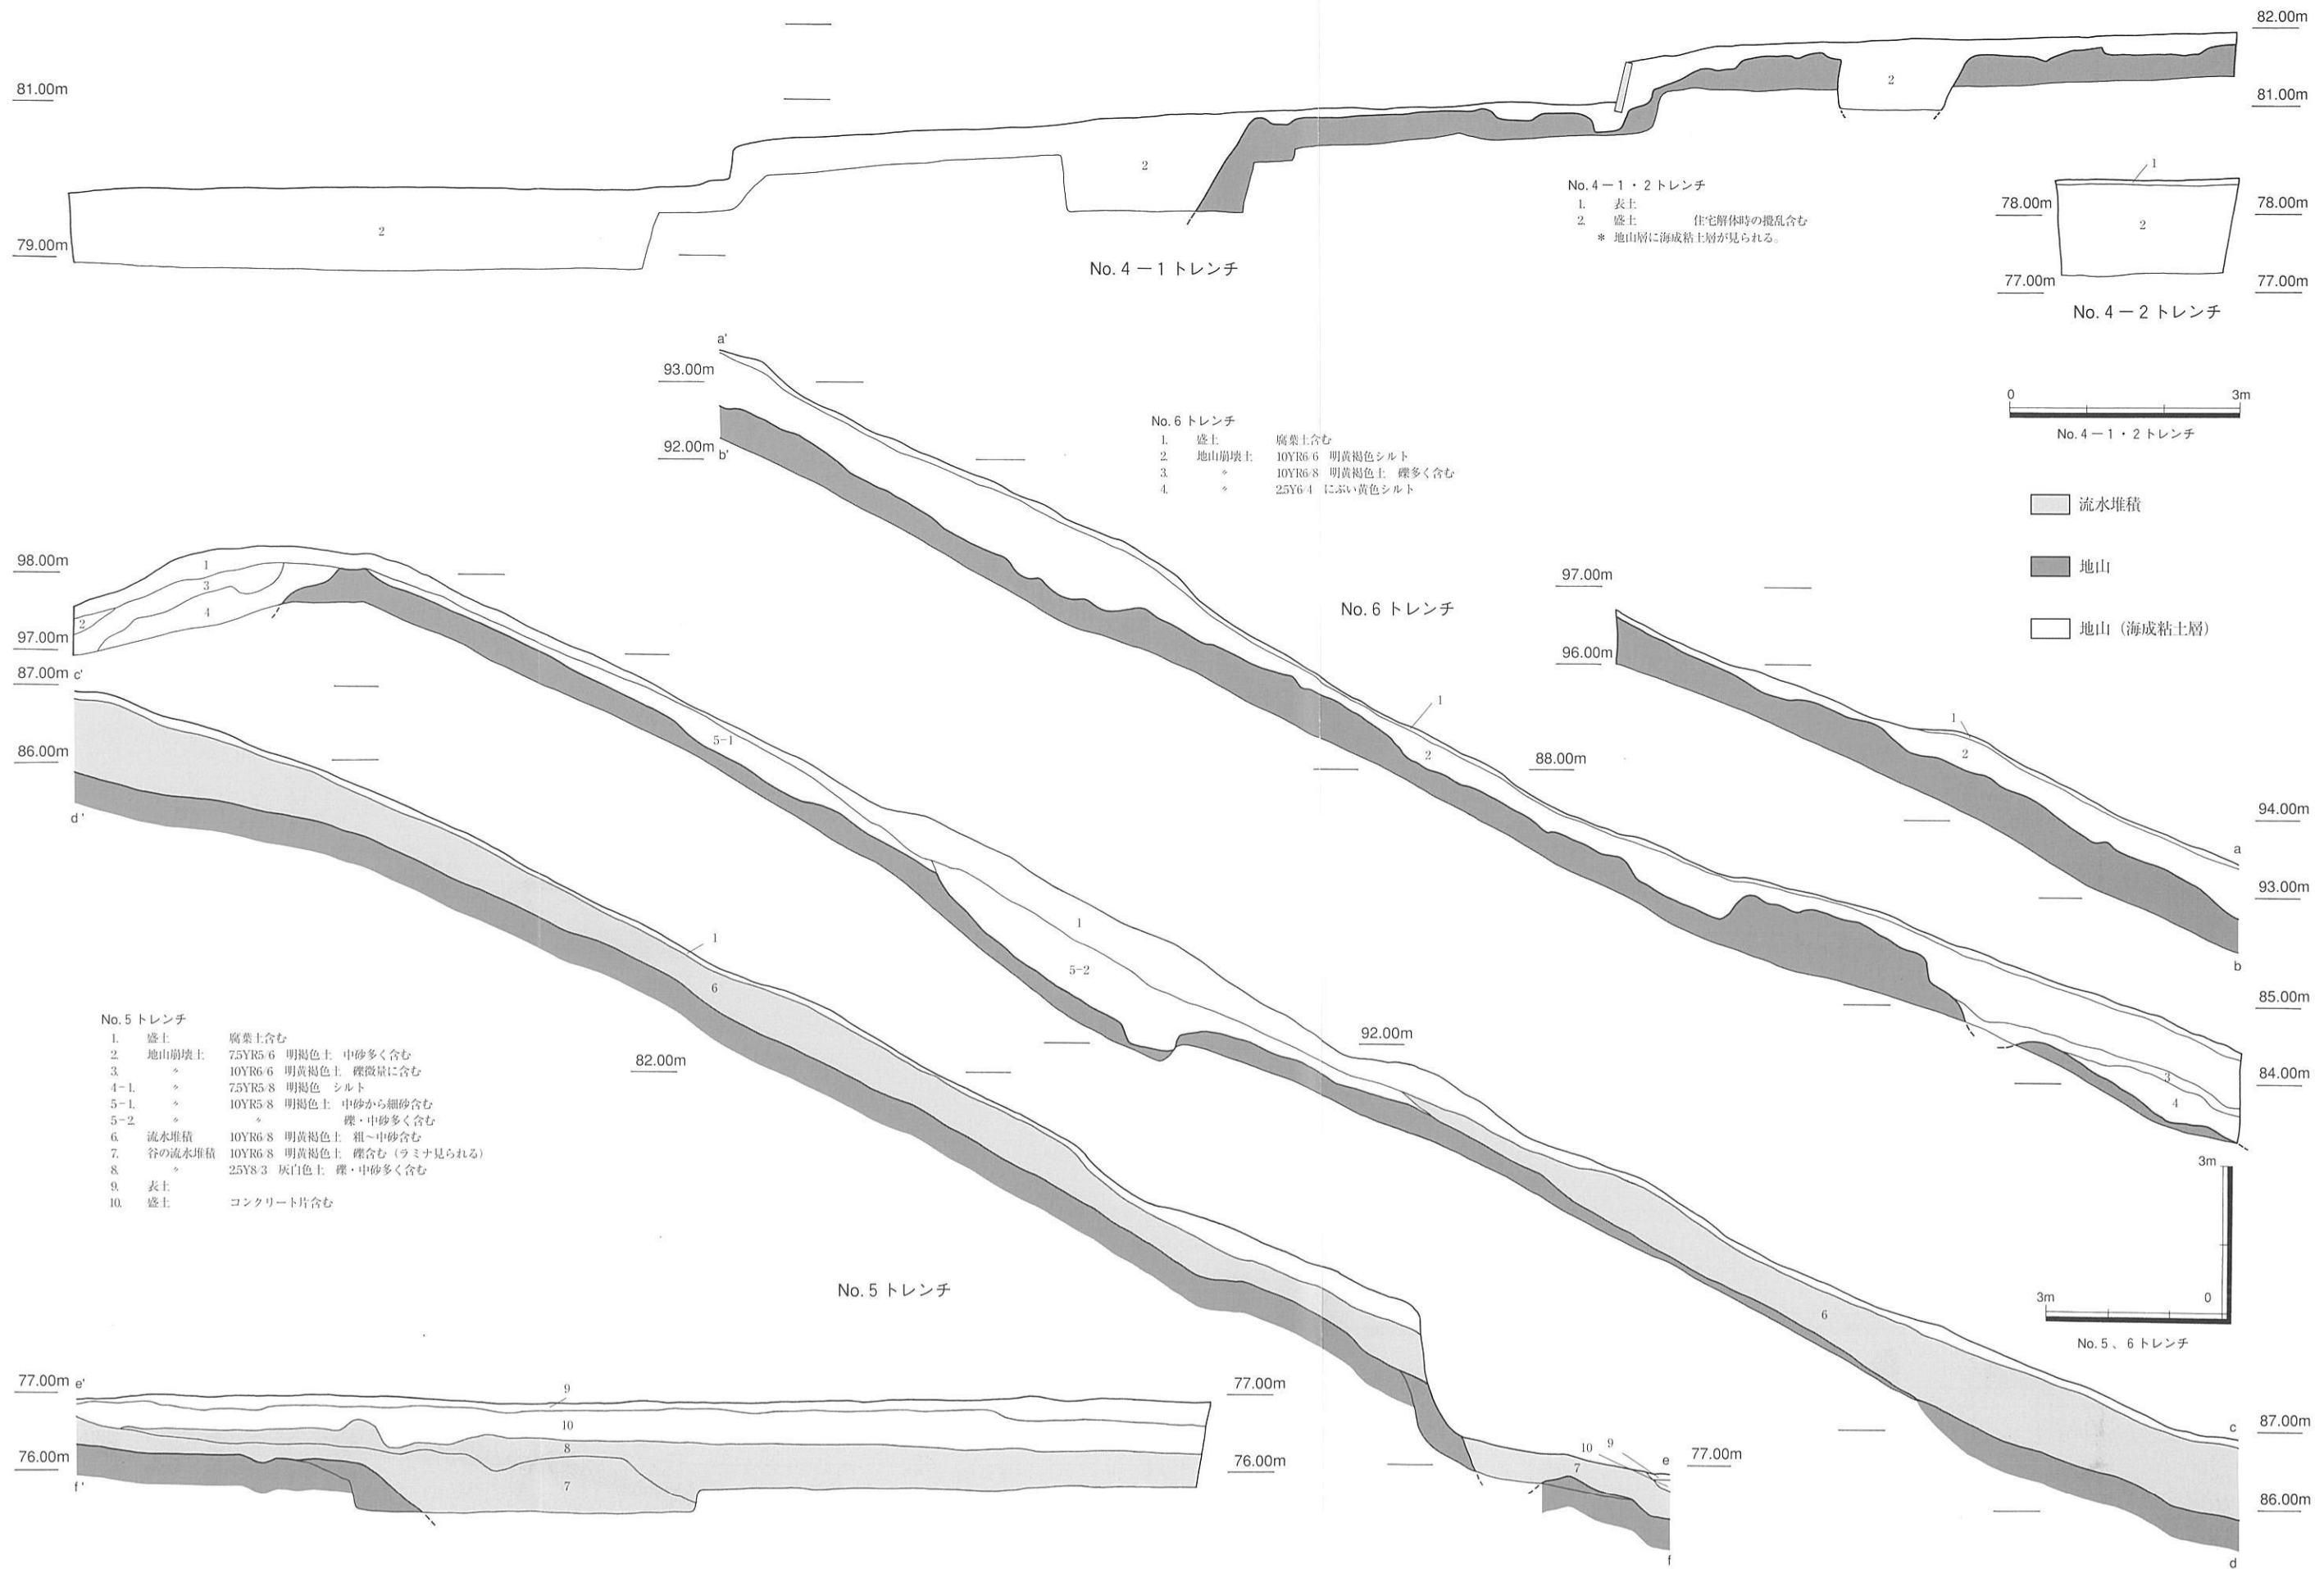 82.00m
81.00m
81.00m
79.00m
2
2
2
No. 4 ー 1 トレンチ
No. 4 ー 1・2 トレンチ
1. 表土
2. 盛土 住宅解体時の攪乱含む
＊ 地山層に海成粘土層が見られる。
1
78.00m
78.00m
2
77.00m
77.00m
No. 4 ー 2 トレンチ
0 3m
No. 4 ー 1・2 トレンチ
流水堆積
地山
地山（海成粘土層）
a'
93.00m
92.00m
b'
No. 6 トレンチ
1. 盛土 腐葉土含む
2. 地山崩壊土 10YR6/6 明黄褐色シルト
3. 〃 10YR6/8 明黄褐色土 礫多く含む
4. 〃 2.5Y6/4 にぶい黄色シルト
No. 6 トレンチ
97.00m
96.00m
1
2
94.00m
a
93.00m
b
1
2
88.00m
85.00m
84.00m
3
4
98.00m
97.00m
1
3
4
2
5-1
1
5-2
92.00m
6
87.00m
c
86.00m
d
87.00m
c'
86.00m
d'
1
6
82.00m
No. 5 トレンチ
1. 盛土 腐葉土含む
2. 地山崩壊土 7.5YR5/6 明褐色土 中砂多く含む
3. 〃 10YR6/6 明黄褐色土 礫微量に含む
4-1. 〃 7.5YR5/8 明褐色 シルト
5-1. 〃 10YR5/8 明褐色土 中砂から細砂含む
5-2. 〃 〃 礫・中砂多く含む
6. 流水堆積 10YR6/8 明黄褐色土 粗～中砂含む
7. 谷の流水堆積 10YR6/8 明黄褐色土 礫含む（ラミナ見られる）
8. 〃 2.5Y8/3 灰白色土 礫・中砂多く含む
9. 表土
10. 盛土 コンクリート片含む
No. 5 トレンチ
3m
3m 0
No. 5、6 トレンチ
10
9
e
77.00m
7
f
77.00m
e'
76.00m
f'
9
10
8
7
77.00m
76.00m